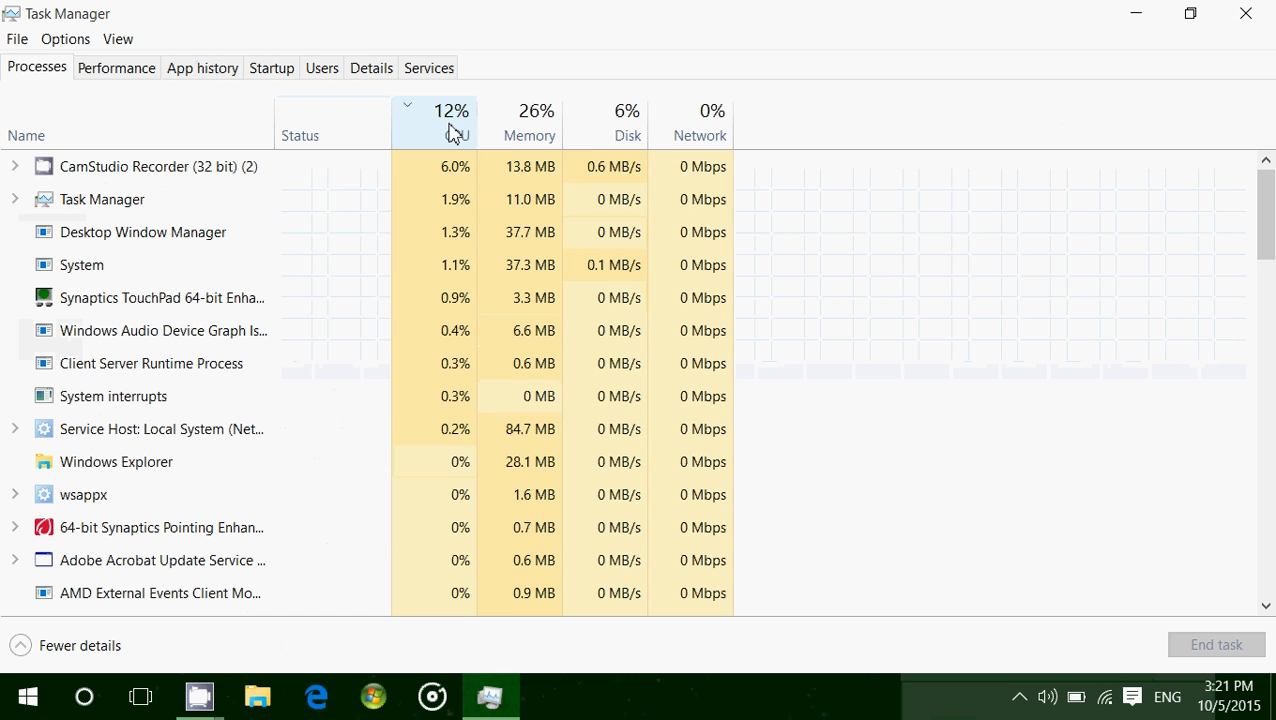 Task Manager
File Options View
Processes Performance App history Startup Users Details Services
12% 26% 6% 0%
Name Status Memory Disk Network
CamStudio Recorder (32 bit) (2) 6.0% 13.8 MB 0.6 MB/s 0 Mbps
Task Manager 1.9% 11.0 MB 0 MB/s 0 Mbps
Desktop Window Manager 1.3% 37.7 MB 0 MB/s 0 Mbps
System 1.1% 37.3 MB 0.1 MB/s 0 Mbps
Synaptics TouchPad 64-bit Enha... 0.9% 3.3 MB 0 MB/s 0 Mbps
Windows Audio Device Graph Is... 0.4% 6.6 MB 0 MB/s 0 Mbps
Client Server Runtime Process 0.3% 0.6 MB 0 MB/s 0 Mbps
System interrupts 0.3% 0 MB 0 MB/s 0 Mbps
Service Host: Local System (Net... 0.2% 84.7 MB 0 MB/s 0 Mbps
Windows Explorer 0% 28.1 MB 0 MB/s 0 Mbps
wsappx 0% 1.6 MB 0 MB/s 0 Mbps
64-bit Synaptics Pointing Enhan... 0% 0.7 MB 0 MB/s 0 Mbps
Adobe Acrobat Update Service ... 0% 0.6 MB 0 MB/s 0 Mbps
AMD External Events Client Mo... 0% 0.9 MB 0 MB/s 0 Mbps
Fewer details End task
ENG 3:21 PM
10/5/2015